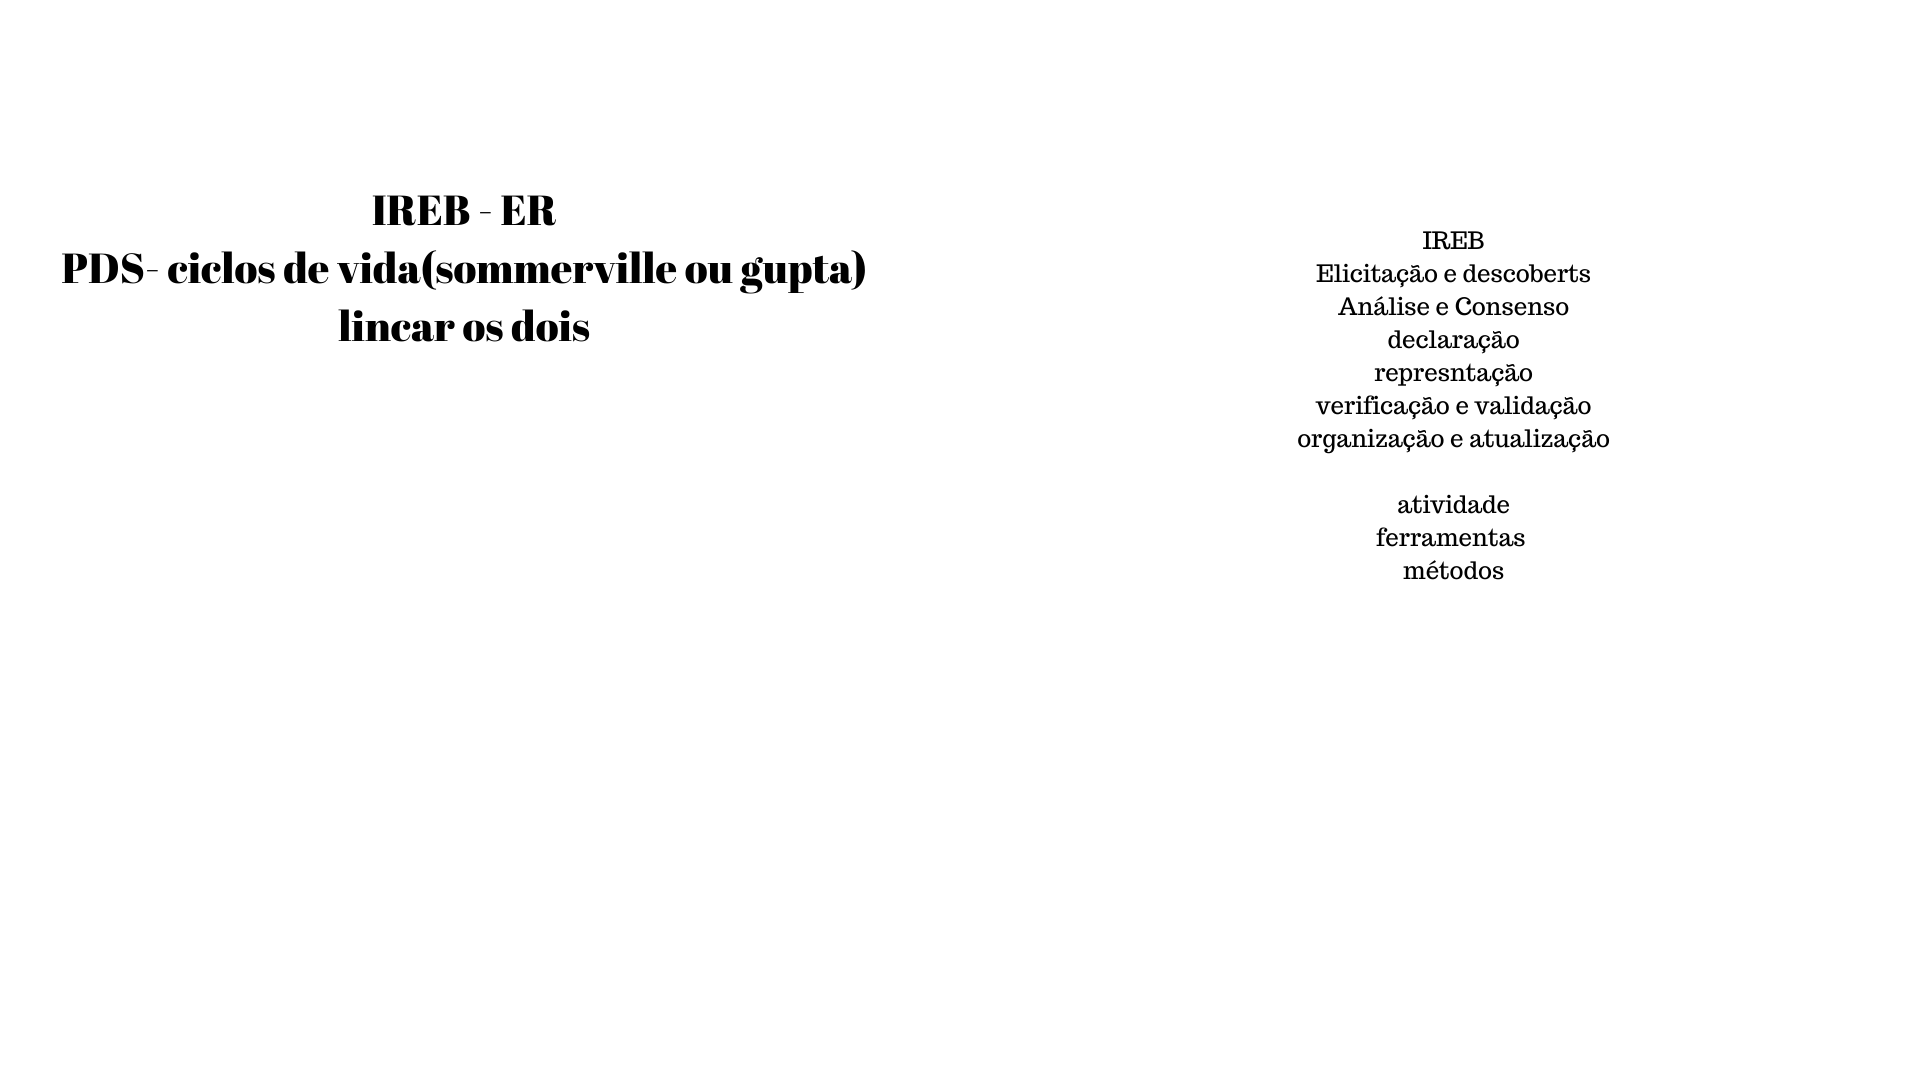 IREB - ER
PDS- ciclos de vida(sommerville ou gupta)
lincar os dois
IREB
Elicitação e descoberts
Análise e Consenso
declaração
represntação
verificação e validação
organização e atualização
atividade
ferramentas
métodos